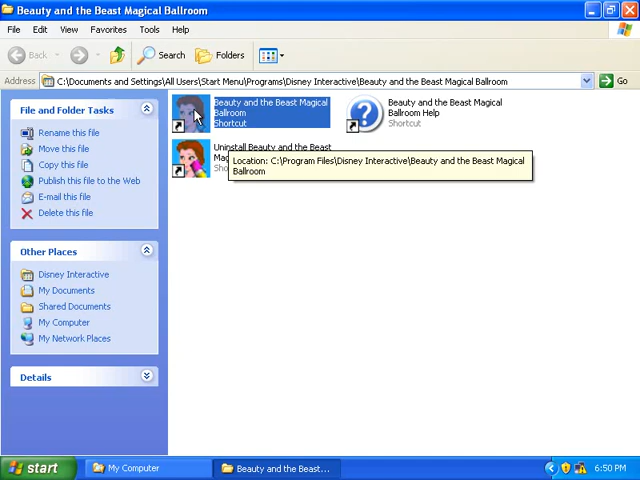 Beauty and the Beast Magical Ballroom
File Edit View Favorites Tools Help
Back Search Folders
Address C:\Documents and Settings\All Users\Start Menu\Programs\Disney Interactive\Beauty and the Beast Magical Ballroom Go
File and Folder Tasks
Rename this file
Move this file
Copy this file
Publish this file to the Web
E-mail this file
Delete this file
Other Places
Disney Interactive
My Documents
Shared Documents
My Computer
My Network Places
Details
Beauty and the Beast Magical
Ballroom
Shortcut
Beauty and the Beast Magical
Ballroom Help
Shortcut
Uninstall Beauty and the Beast
Location: C:\Program Files\Disney Interactive\Beauty and the Beast Magical
Ballroom
start My Computer Beauty and the Beast... 6:50 PM